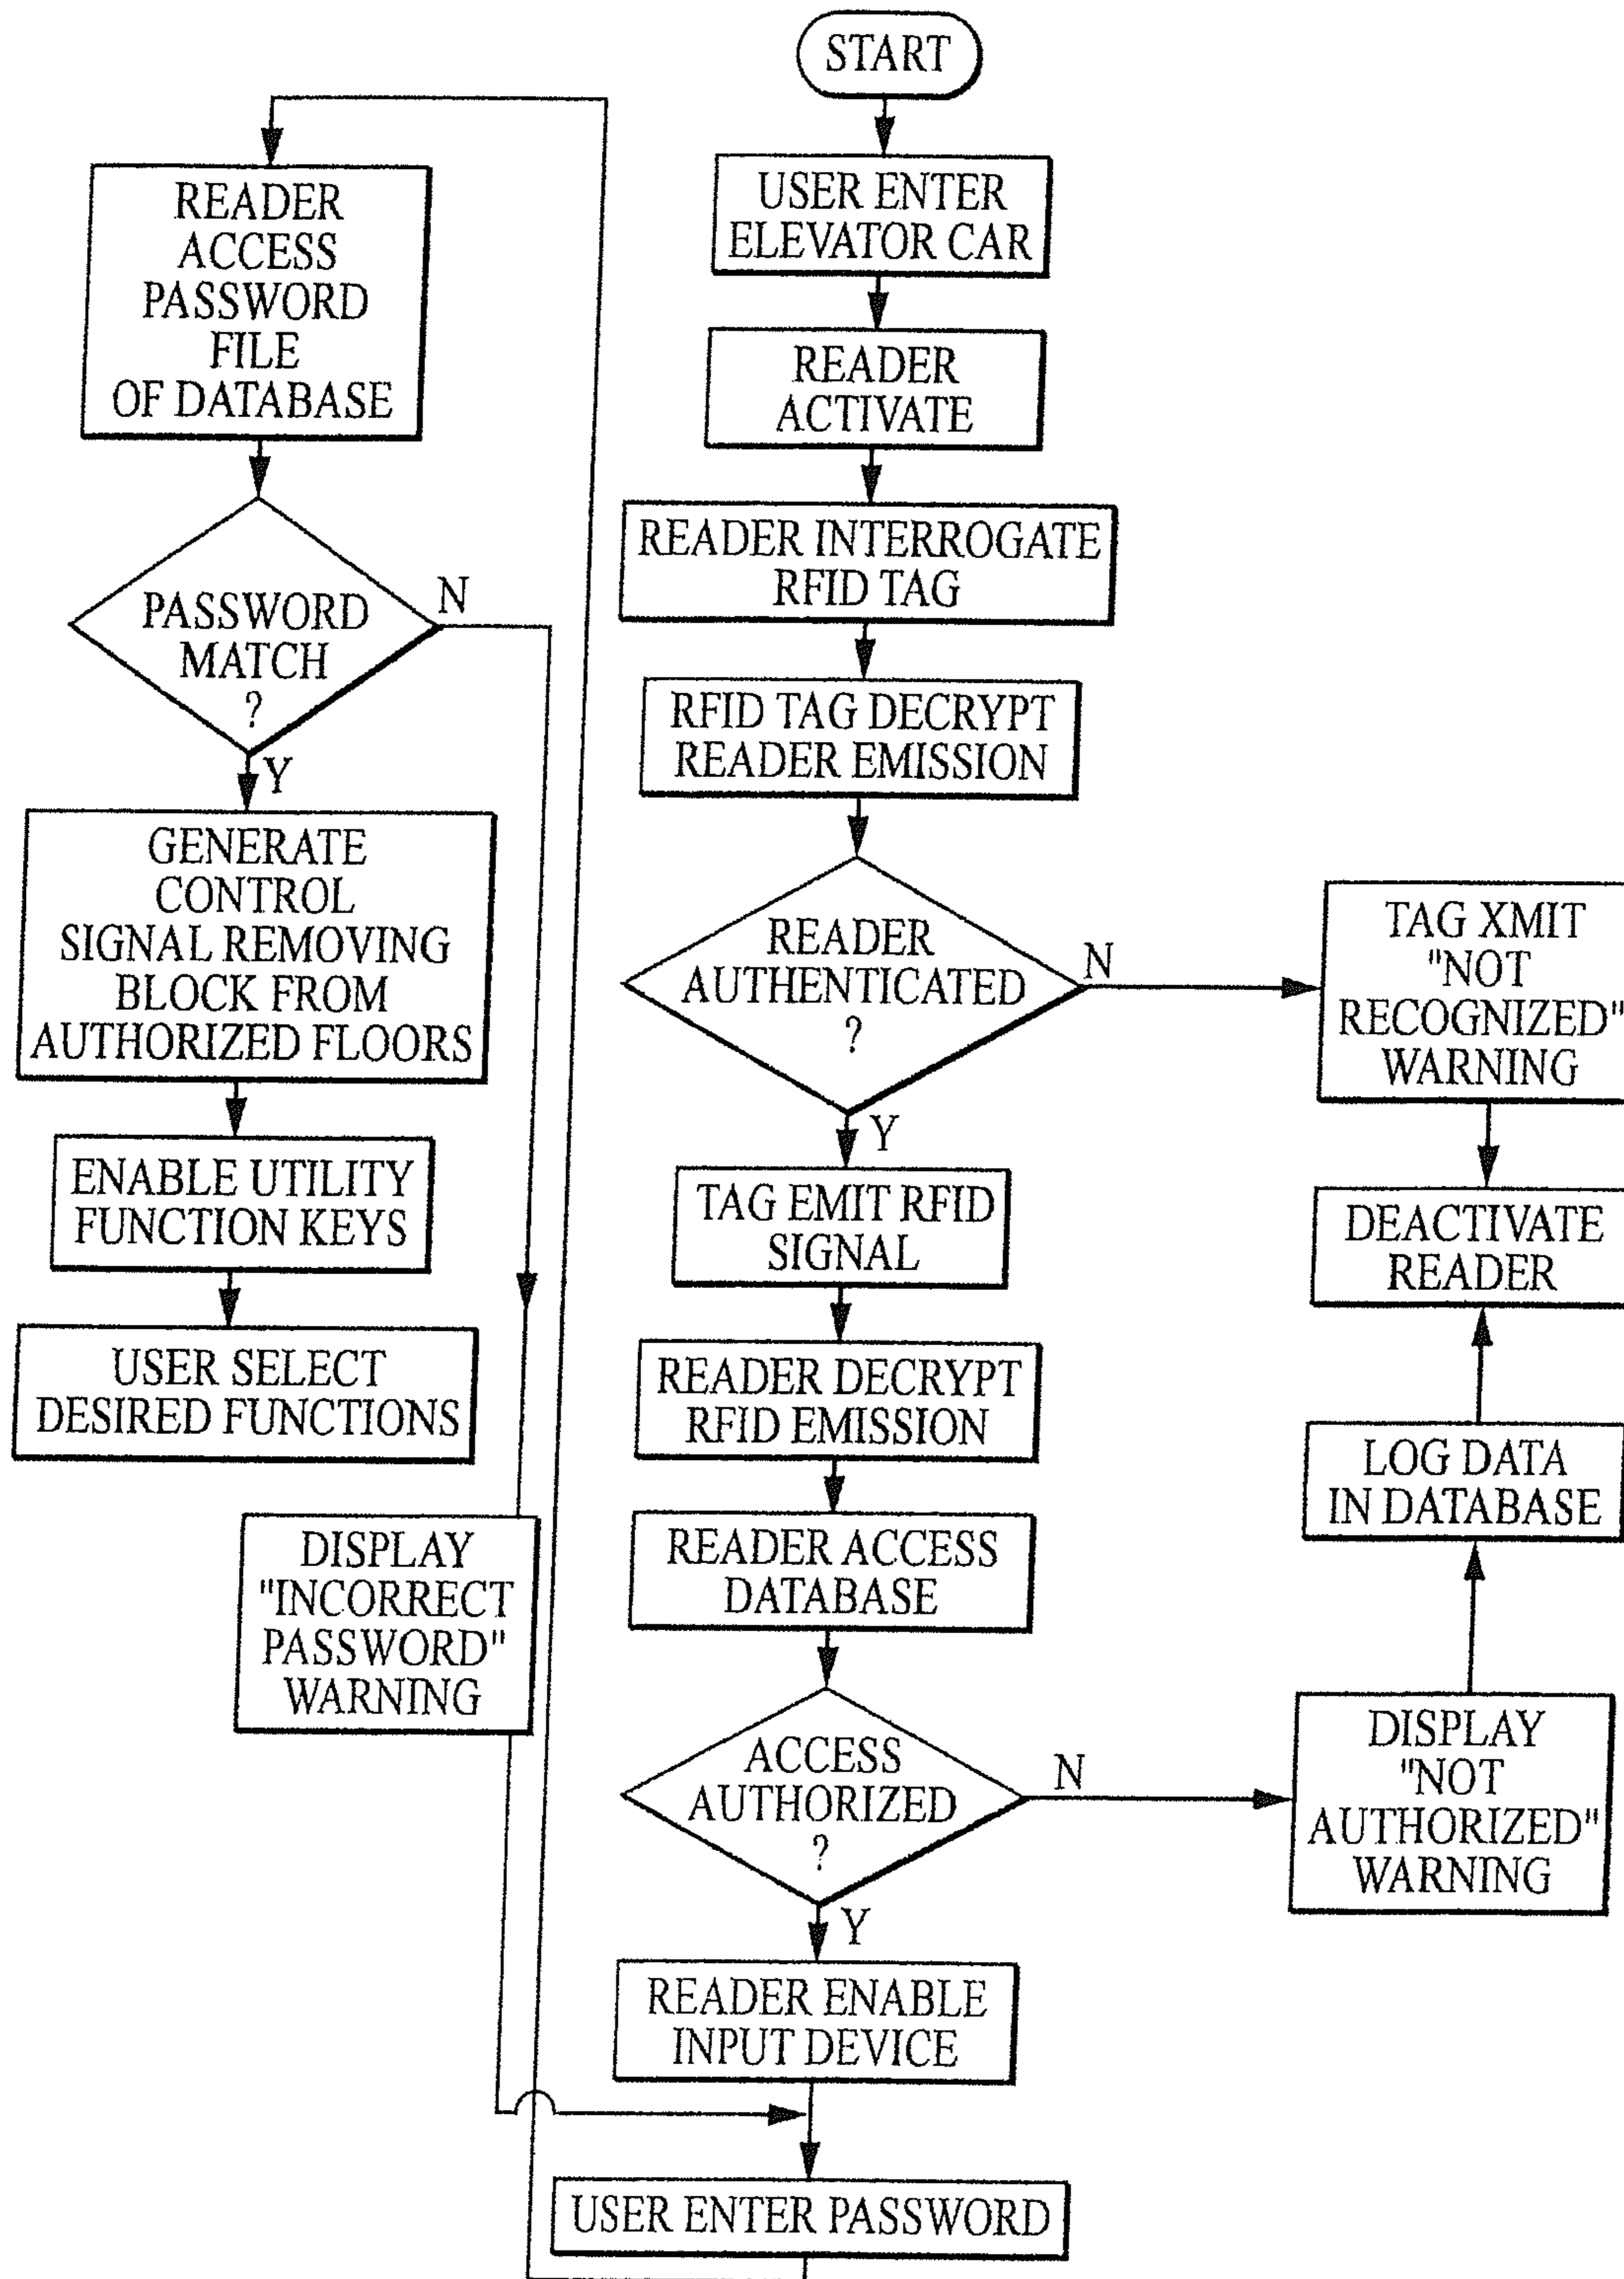 START
USER ENTER
ELEVATOR CAR
READER
ACTIVATE
READER INTERROGATE
RFID TAG
RFID TAG DECRYPT
READER EMISSION
READER
AUTHENTICATED
?
N
Y
TAG XMIT
"NOT
RECOGNIZED"
WARNING
DEACTIVATE
READER
TAG EMIT RFID
SIGNAL
READER DECRYPT
RFID EMISSION
READER ACCESS
DATABASE
ACCESS
AUTHORIZED
?
N
Y
DISPLAY
"NOT
AUTHORIZED"
WARNING
LOG DATA
IN DATABASE
READER ENABLE
INPUT DEVICE
USER ENTER PASSWORD
READER
ACCESS
PASSWORD
FILE
OF DATABASE
PASSWORD
MATCH
?
N
Y
GENERATE
CONTROL
SIGNAL REMOVING
BLOCK FROM
AUTHORIZED FLOORS
ENABLE UTILITY
FUNCTION KEYS
USER SELECT
DESIRED FUNCTIONS
DISPLAY
"INCORRECT
PASSWORD"
WARNING